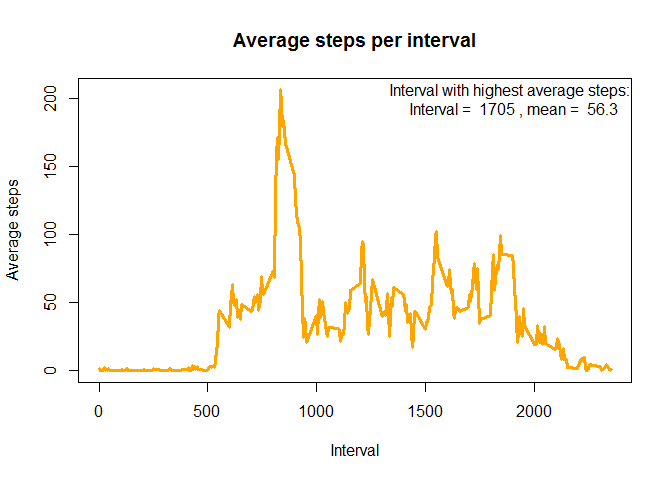 Average steps per interval
Interval with highest average steps:
Interval =  1705 , mean =  56.3
Average steps
200
150
100
50
0
0 500 1000 1500 2000
Interval